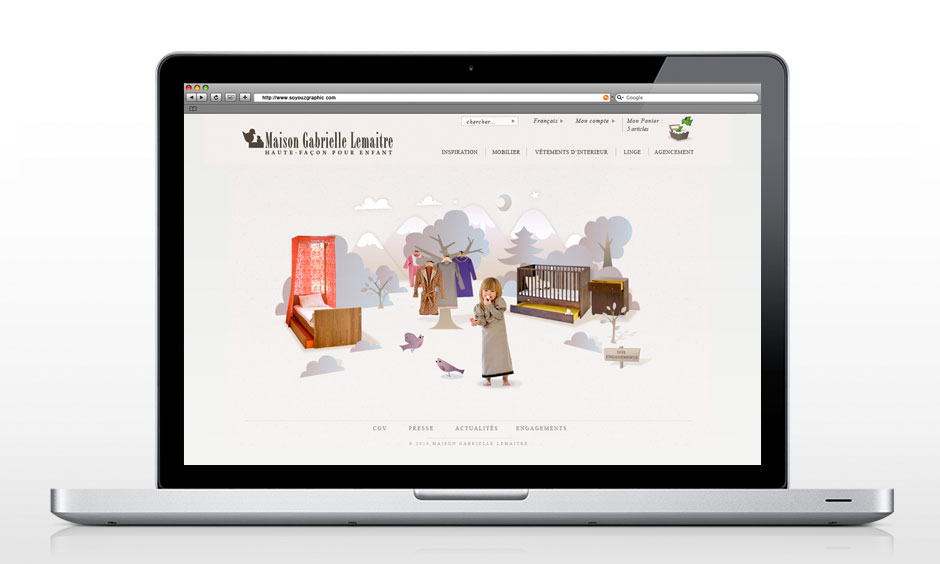 http://www.soyouzgraphic.com
Google
chercher...
Français
Mon compte
Mon Panier :
5 articles
Maison Gabrielle Lemaitre
HAUTE-FAÇON POUR ENFANT
INSPIRATION
MOBILIER
VÊTEMENTS D'INTERIEUR
LINGE
AGENCEMENT
NOS
ENGAGEMENTS
CGV
PRESSE
ACTUALITÉS
ENGAGEMENTS
© 2010, MAISON GABRIELLE LEMAITRE